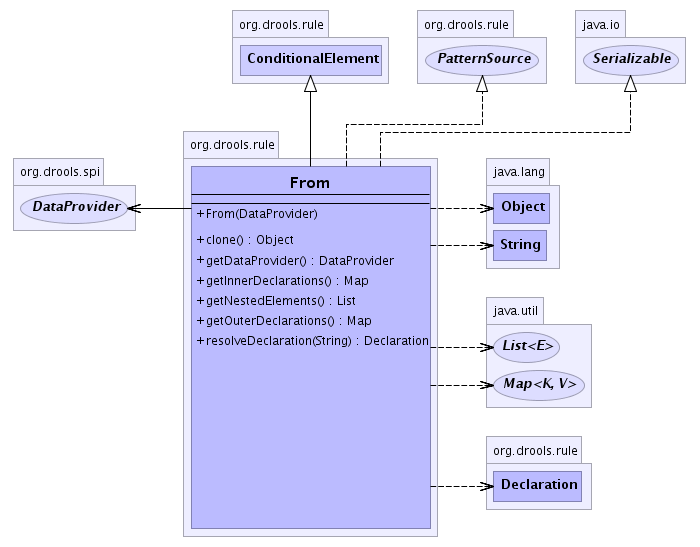 org.drools.rule
org.drools.rule
java.io
ConditionalElement
PatternSource
Serializable
org.drools.rule
org.drools.spi
DataProvider
From
+ From(DataProvider)
+ clone() : Object
+ getDataProvider() : DataProvider
+ getInnerDeclarations() : Map
+ getNestedElements() : List
+ getOuterDeclarations() : Map
+ resolveDeclaration(String) : Declaration
java.lang
Object
String
java.util
List<E>
Map<K, V>
org.drools.rule
Declaration